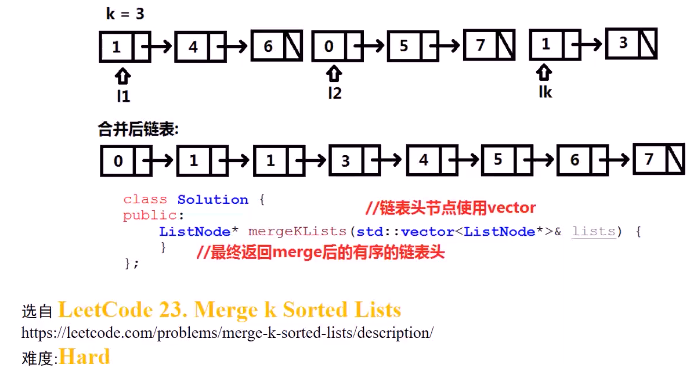 k = 3
1 4 6 0 5 7 1 3
l1 l2 lk
合并后链表:
0 1 1 3 4 5 6 7
class Solution {
public: //链表头节点使用vector
ListNode* mergeKLists(std::vector<ListNode*>& lists) {
} //最终返回merge后的有序的链表头
};
选自 LeetCode 23. Merge k Sorted Lists
https://leetcode.com/problems/merge-k-sorted-lists/description/
难度:Hard